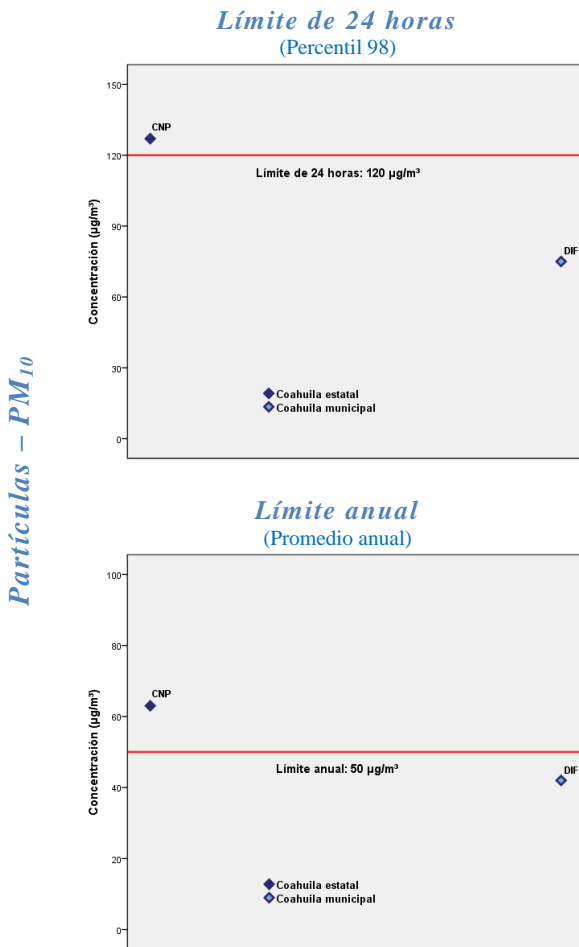 Partículas – PM10
Límite de 24 horas
(Percentil 98)
Concentración (µg/m³)
150
120
90
60
30
0
CNP
Límite de 24 horas: 120 µg/m³
DIF
Coahuila estatal
Coahuila municipal
Límite anual
(Promedio anual)
Concentración (µg/m³)
100
80
60
40
20
0
CNP
Límite anual: 50 µg/m³
DIF
Coahuila estatal
Coahuila municipal